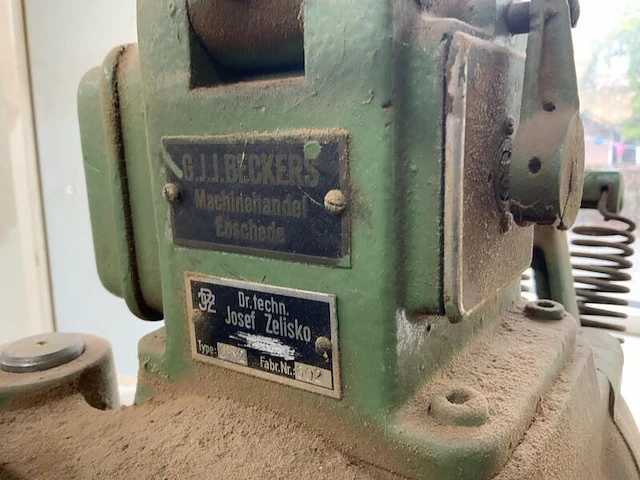 G.J.J. BECKERS
Machinehandel
Enschede
Dr. techn.
Josef Zelisko
Type:
Fabr. Nr.: